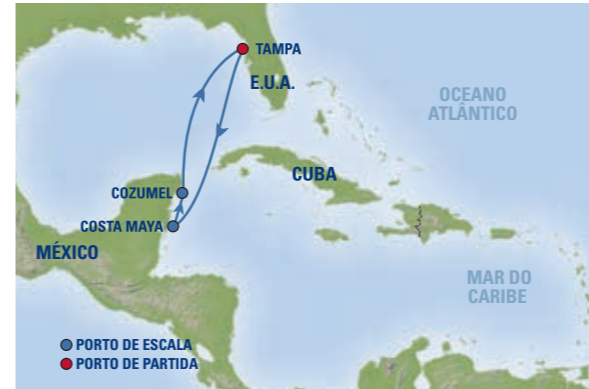 TAMPA
E.U.A.
OCEANO
ATLÂNTICO
CUBA
COZUMEL
COSTA MAYA
MÉXICO
MAR DO
CARIBE
PORTO DE ESCALA
PORTO DE PARTIDA